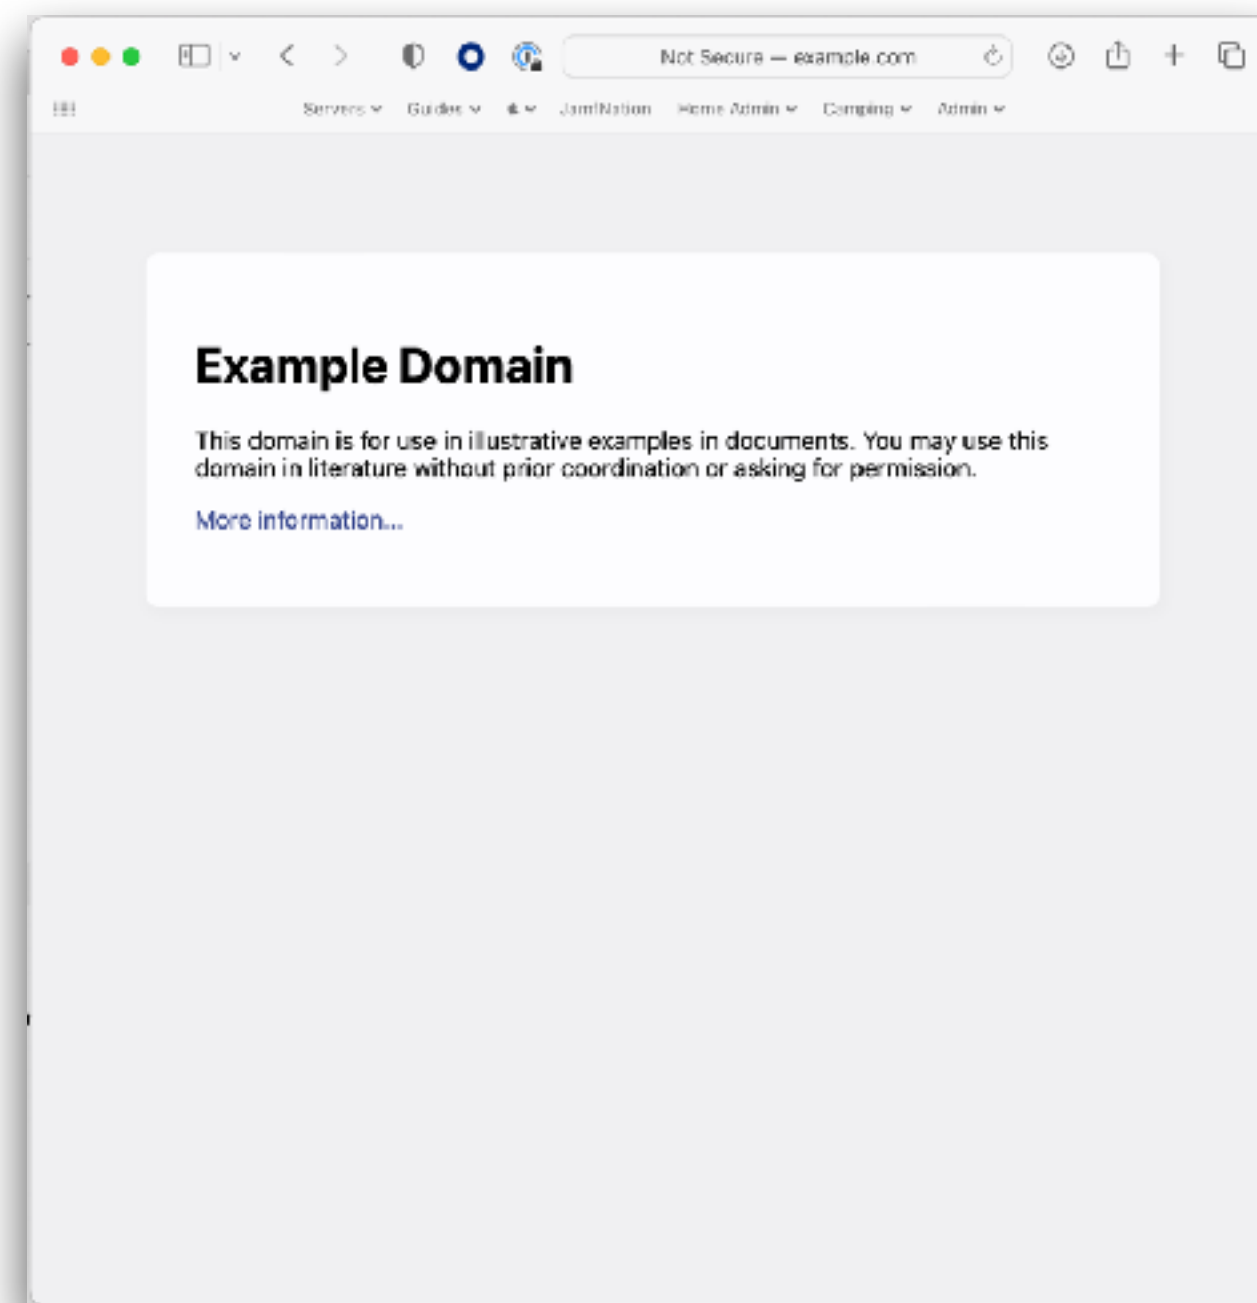 Not Secure — example.com
Servers Guides JamfNation Home Admin Camping Admin
Example Domain
This domain is for use in illustrative examples in documents. You may use this
domain in literature without prior coordination or asking for permission.
More information...